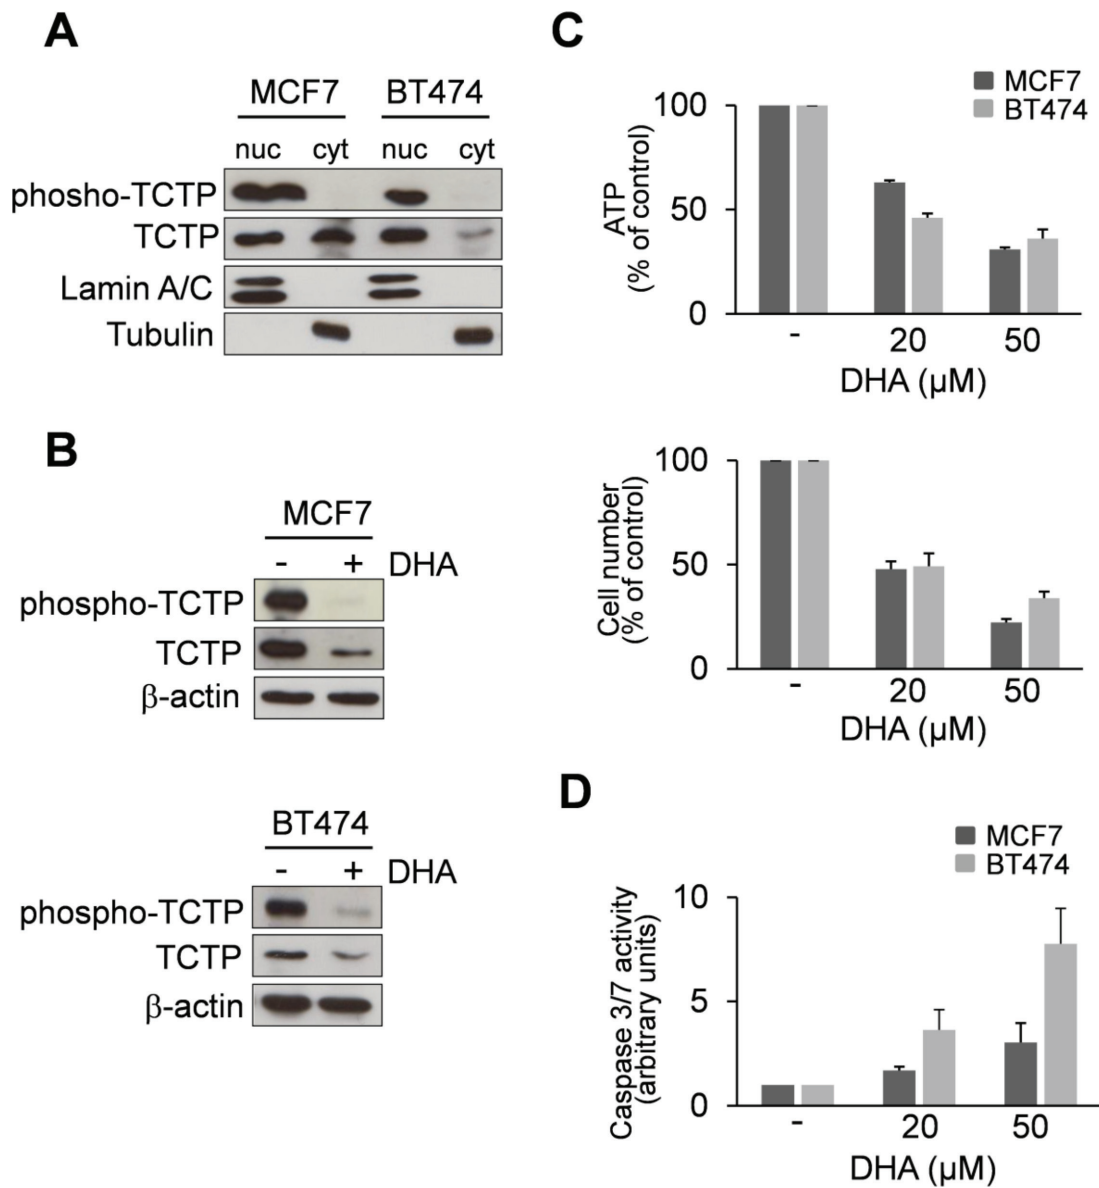 A
MCF7 BT474
nuc cyt nuc cyt
phosho-TCTP
TCTP
Lamin A/C
Tubulin
B
MCF7
- + DHA
phospho-TCTP
TCTP
β-actin
BT474
- + DHA
phospho-TCTP
TCTP
β-actin
C
MCF7
BT474
ATP
(% of control)
100
50
0
- 20 50
DHA (µM)
Cell number
(% of control)
100
50
0
- 20 50
DHA (µM)
D
MCF7
BT474
Caspase 3/7 activity
(arbitrary units)
10
5
0
- 20 50
DHA (µM)